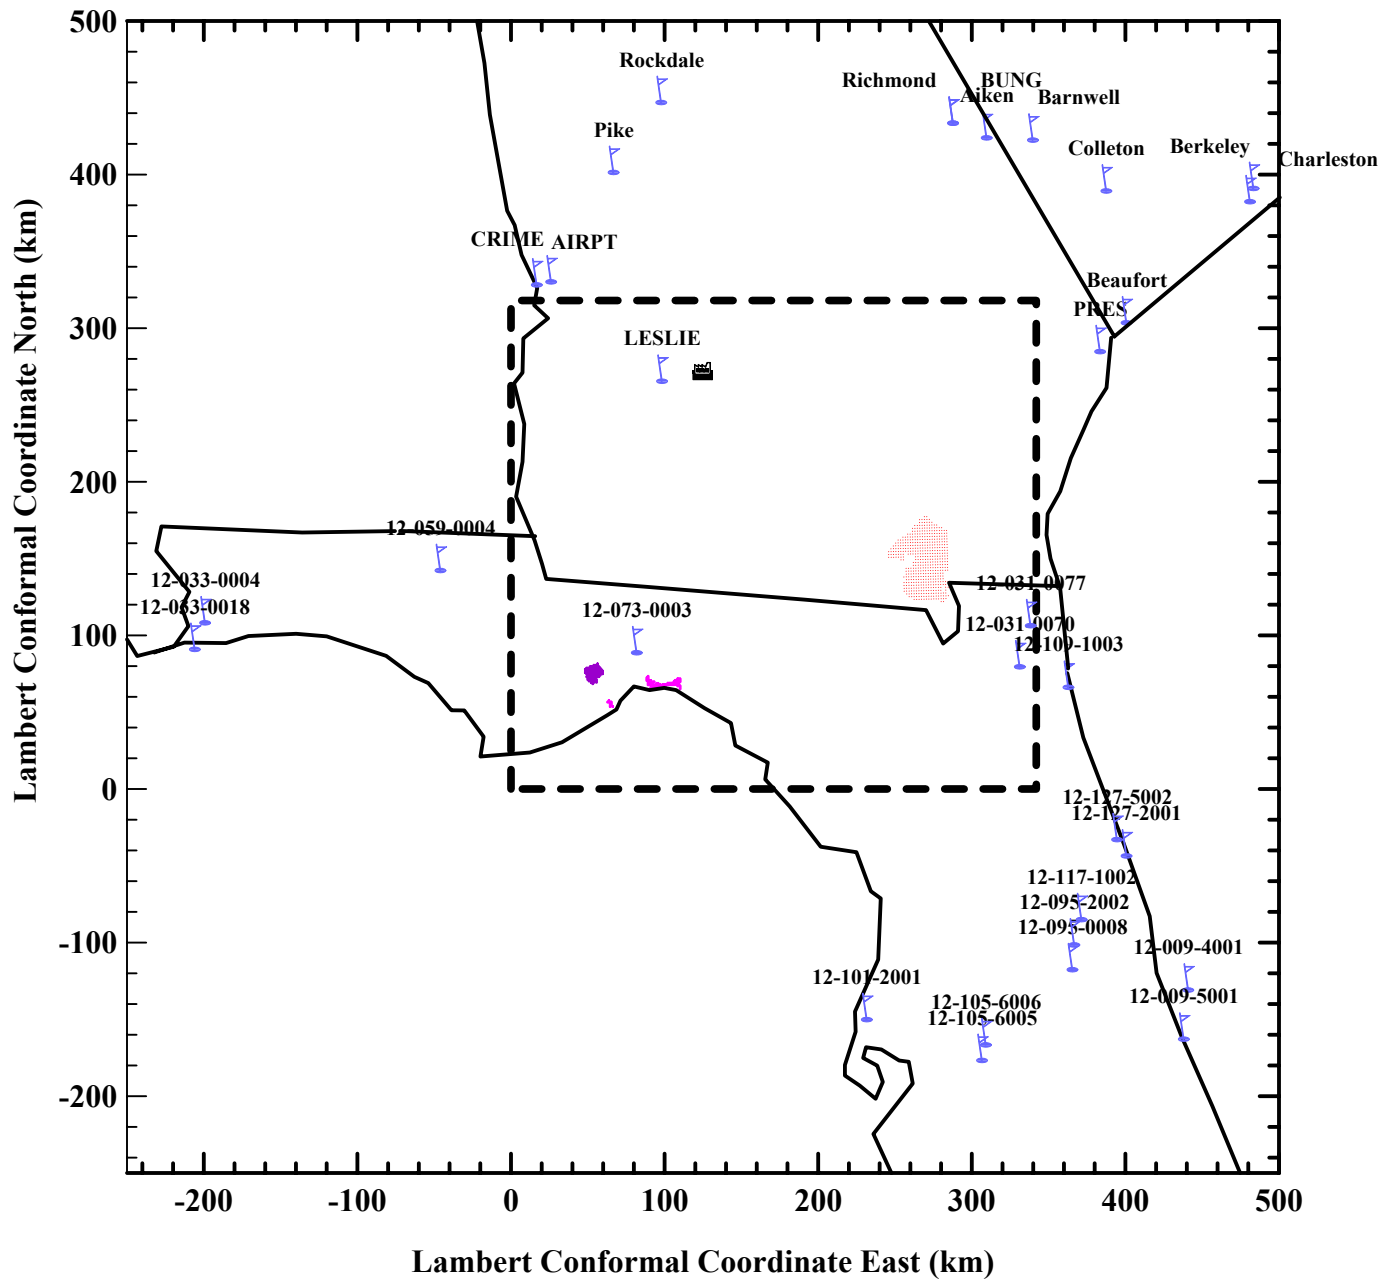 500
Rockdale
Richmond
BUNG
Aiken
Barnwell
Pike
Colleton
Berkeley
Charleston
400
CRIME
AIRPT
Beaufort
PRES
300
LESLIE
200
12-059-0004
12-033-0004
12-031-0077
12-033-0018
12-073-0003
100
12-031-0070
12-109-1003
0
12-127-5002
12-127-2001
12-117-1002
12-095-2002
12-095-0008
-100
12-009-4001
12-101-2001
12-009-5001
12-105-6006
12-105-6005
-200
-200
-100
0
100
200
300
400
500
Lambert Conformal Coordinate East (km)
Lambert Conformal Coordinate North (km)